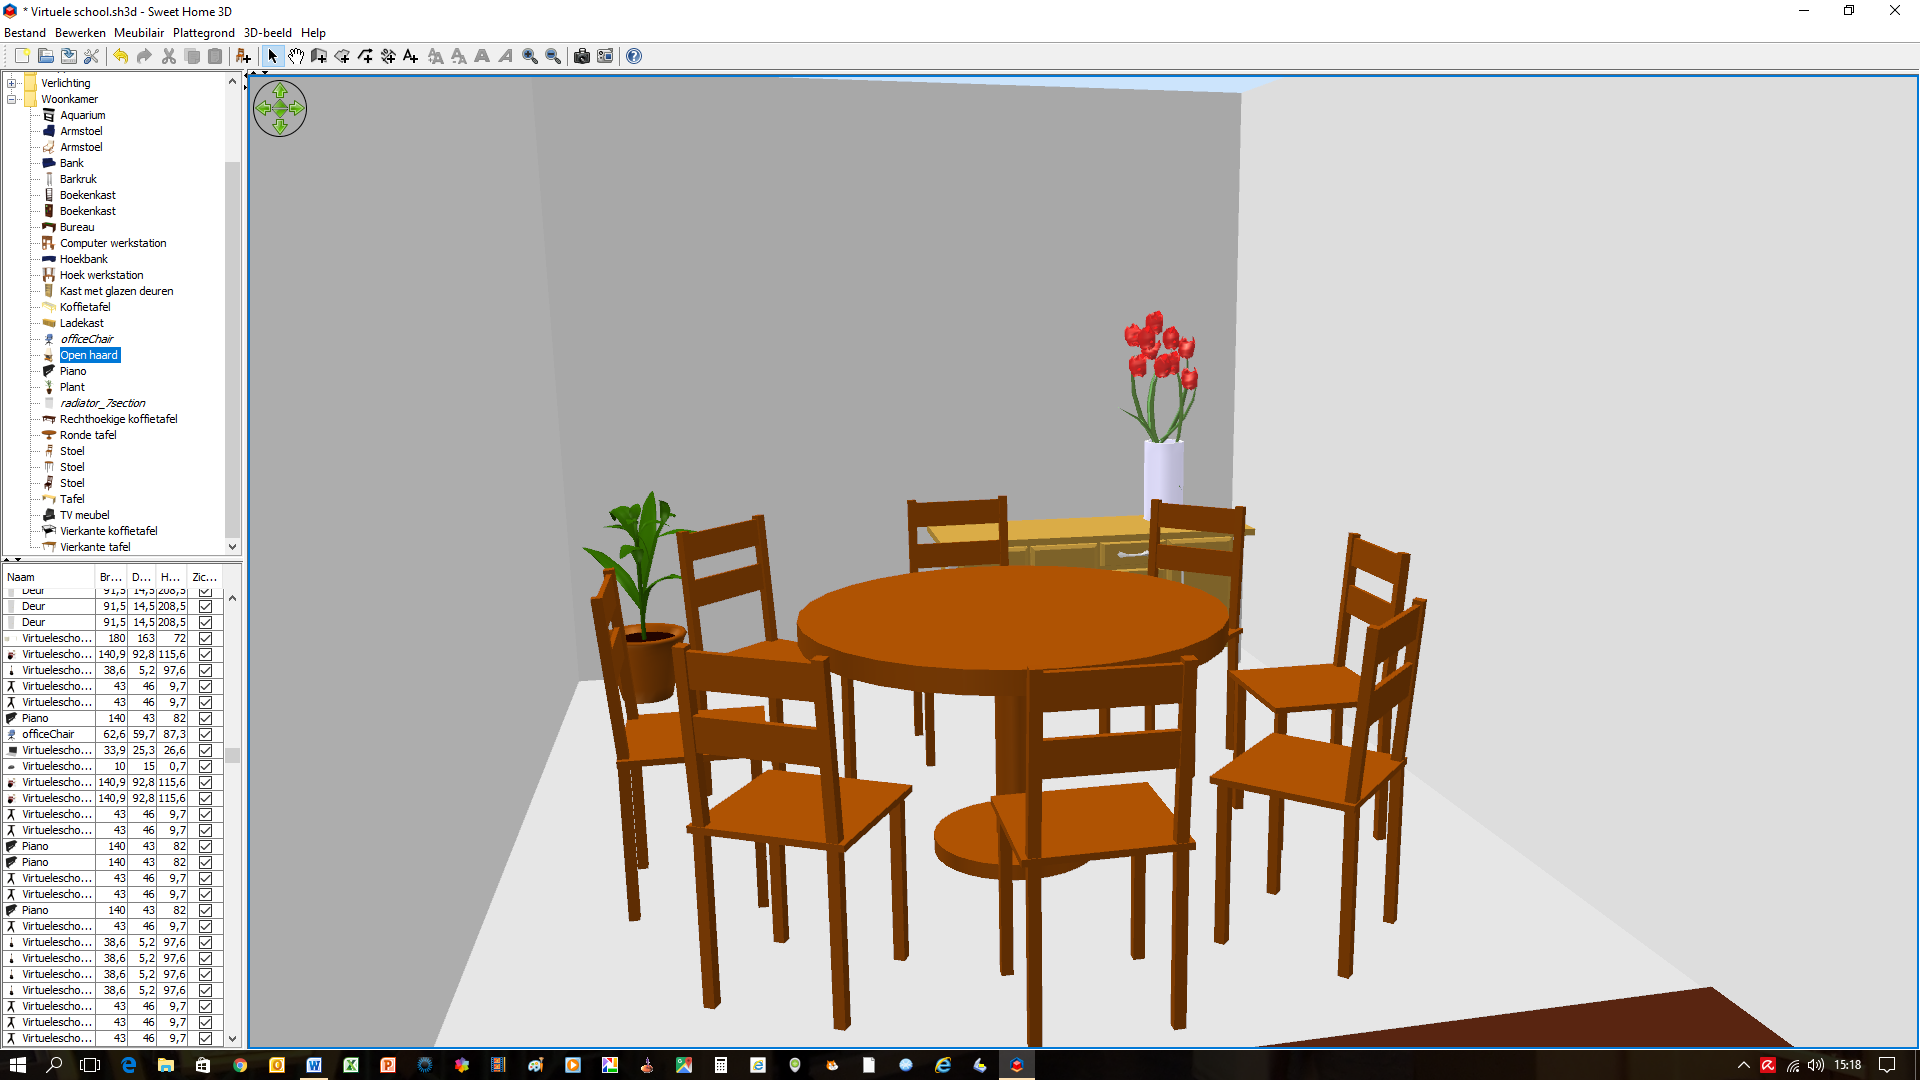 * Virtuele school.sh3d - Sweet Home 3D
Bestand Bewerken Meubilair Plattegrond 3D-beeld Help
Verlichting
Woonkamer
Aquarium
Armstoel
Armstoel
Bank
Barkruk
Boekenkast
Boekenkast
Bureau
Computer werkstation
Hoekbank
Hoek werkstation
Kast met glazen deuren
Koffietafel
Ladekast
officeChair
Open haard
Piano
Plant
radiator_7section
Rechthoekige koffietafel
Ronde tafel
Stoel
Stoel
Stoel
Tafel
TV meubel
Vierkante koffietafel
Vierkante tafel
Naam Br... D... H... Zic...
Deur 91,5 14,5 208,5
Deur 91,5 14,5 208,5
Deur 91,5 14,5 208,5
Virtuelescho... 180 163 72
Virtuelescho... 140,9 92,8 115,6
Virtuelescho... 38,6 5,2 97,6
Virtuelescho... 43 46 9,7
Virtuelescho... 43 46 9,7
Piano 140 43 82
officeChair 62,6 59,7 87,3
Virtuelescho... 33,9 25,3 26,6
Virtuelescho... 10 15 0,7
Virtuelescho... 140,9 92,8 115,6
Virtuelescho... 140,9 92,8 115,6
Virtuelescho... 43 46 9,7
Virtuelescho... 43 46 9,7
Piano 140 43 82
Piano 140 43 82
Virtuelescho... 43 46 9,7
Virtuelescho... 43 46 9,7
Piano 140 43 82
Virtuelescho... 43 46 9,7
Virtuelescho... 38,6 5,2 97,6
Virtuelescho... 38,6 5,2 97,6
Virtuelescho... 38,6 5,2 97,6
Virtuelescho... 38,6 5,2 97,6
Virtuelescho... 43 46 9,7
Virtuelescho... 43 46 9,7
Virtuelescho... 43 46 9,7
15:18